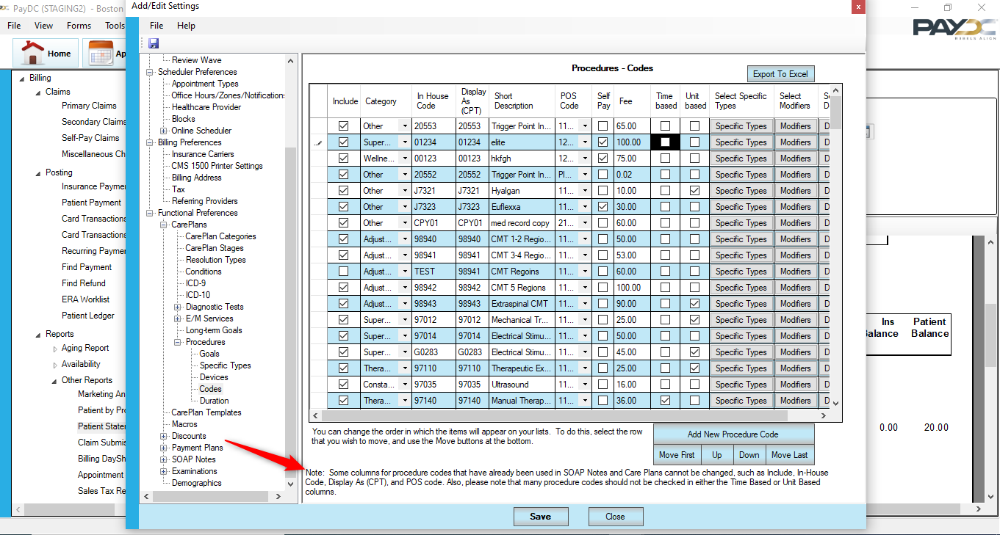 PayDC (STAGING2) - Boston
File View Forms Tools
Home
Billing
Claims
Primary Claims
Secondary Claims
Self-Pay Claims
Miscellaneous
Posting
Insurance
Patient Payment
Card Transactions
Card Transactions
Recurring
Find Payment
Find Refund
ERA Worklist
Patient Ledger
Reports
Aging Report
Availability
Other Reports
Marketing
Patient by
Patient
Claim
Billing
Appointment
Sales Tax
Add/Edit Settings
x
File Help
Review Wave
Scheduler Preferences
Appointment Types
Office Hours/Zones/Notifications
Healthcare Provider
Blocks
Online Scheduler
Billing Preferences
Insurance Carriers
CMS 1500 Printer Settings
Billing Address
Tax
Referring Providers
Functional Preferences
CarePlans
CarePlan Categories
CarePlan Stages
Resolution Types
Conditions
ICD-9
ICD-10
Diagnostic Tests
E/M Services
Long-term Goals
Procedures
Goals
Specific Types
Devices
Codes
Duration
CarePlan Templates
Macros
Discounts
Payment Plans
SOAP Notes
Examinations
Demographics
Procedures - Codes
Export To Excel
Include Category In House Code Display As (CPT) Short Description POS Code Self Pay Fee Time based Unit based Select Specific Types Select Modifiers
Other 20553 20553 Trigger Point In... 11... 65.00 Specific Types Modifiers D
Super... 01234 01234 elite 12... 100.00 Specific Types Modifiers D
Wellne... 00123 00123 hkfgh 12... 75.00 Specific Types Modifiers D
Other 20552 20552 Trigger Point In... Pl... 0.02 Specific Types Modifiers D
Other J7321 J7321 Hyalgan 11... 10.00 Specific Types Modifiers D
Other J7323 J7323 Euflexxa 11... 30.00 Specific Types Modifiers D
Other CPY01 CPY01 med record copy 21... 60.00 Specific Types Modifiers D
Adjust... 98940 98940 CMT 1-2 Regio... 11... 50.00 Specific Types Modifiers D
Adjust... 98941 98941 CMT 3-4 Regio... 11... 53.00 Specific Types Modifiers D
Adjust... TEST 98941 CMT Regoins 11... 60.00 Specific Types Modifiers D
Adjust... 98942 98942 CMT 5 Regions 11... 100.00 Specific Types Modifiers D
Adjust... 98943 98943 Extraspinal CMT 11... 90.00 Specific Types Modifiers D
Super... 97012 97012 Mechanical Tr... 11... 25.00 Specific Types Modifiers D
Super... 97014 97014 Electrical Stimu... 11... 50.00 Specific Types Modifiers D
Super... G0283 G0283 Electrical Stimu... 11... 45.00 Specific Types Modifiers D
Thera... 97110 97110 Therapeutic Ex... 11... 25.00 Specific Types Modifiers D
Consta... 97035 97035 Ultrasound 11... 16.00 Specific Types Modifiers D
Thera... 97140 97140 Manual Therap... 11... 36.00 Specific Types Modifiers D
You can change the order in which the items will appear on your lists. To do this, select the row
that you wish to move, and use the Move buttons at the bottom.
Add New Procedure Code
Move First Up Down Move Last
Note: Some columns for procedure codes that have already been used in SOAP Notes and Care Plans cannot be changed, such as Include, In-House
Code, Display As (CPT), and POS code. Also, please note that many procedure codes should not be checked in either the Time Based or Unit Based
columns.
Save Close
PAYDC
Ins Patient
Balance Balance
0.00 20.00